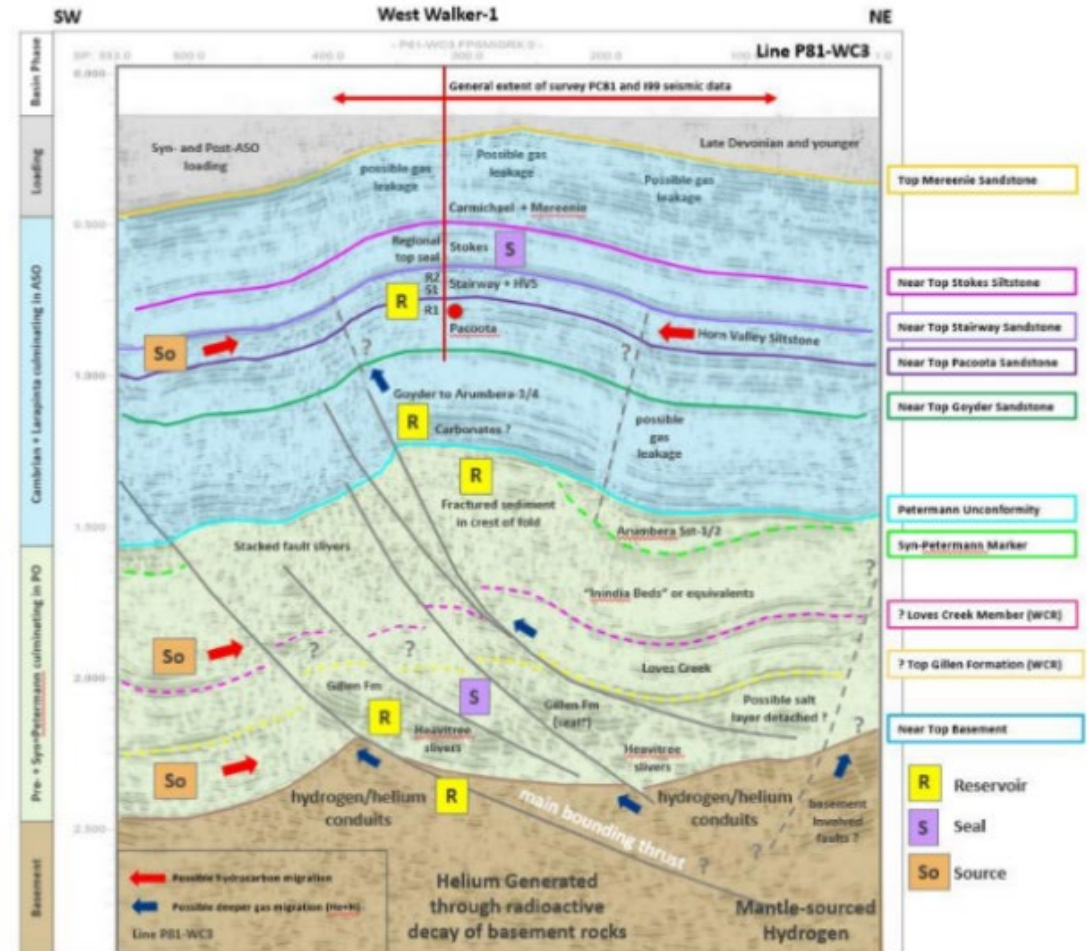 SW
West Walker-1
NE
Line P81-WC3
0.000
General extent of survey PC81 and I99 seismic data
Basin Phase
Loading
Cambrian + Larapinta culminating in ASO
Pre- + Syn-Petermann culminating in PO
Basement
Syn- and Post-ASO
loading
Late Devonian and younger
possible gas
leakage
Possible gas
leakage
Possible gas
leakage
Top Mereenie Sandstone
Carmichael + Mereenie
0.500
Regional
top seal
Stokes
S
Near Top Stokes Siltstone
R2
S1
Stairway + HVS
R
R1
Pacoota
Horn Valley Siltstone
Near Top Stairway Sandstone
So
?
?
Near Top Pacoota Sandstone
1.000
Goyder to Arumbera-3/4
Near Top Goyder Sandstone
R
Carbonates ?
possible
gas
leakage
R
Fractured sediment
in crest of fold
Petermann Unconformity
1.500
Arumbera Sst-1/2
Syn-Petermann Marker
Stacked fault slivers
?
"Inindia Beds" or equivalents
? Loves Creek Member (WCR)
So
?
?
Loves Creek
? Top Gillen Formation (WCR)
2.000
Gillen Fm
S
Gillen Fm
(seal?)
Possible salt
layer detached ?
R
Heavitree
slivers
Heavitree
slivers
?
Near Top Basement
So
R
hydrogen/helium
conduits
main bounding thrust
hydrogen/helium
conduits
basement
involved
faults ?
?
?
2.500
R Reservoir
S Seal
So Source
Possible hydrocarbon migration
Possible deeper gas migration (He+H)
Line P81-WC3
Helium Generated
through radioactive
decay of basement rocks
Mantle-sourced
Hydrogen